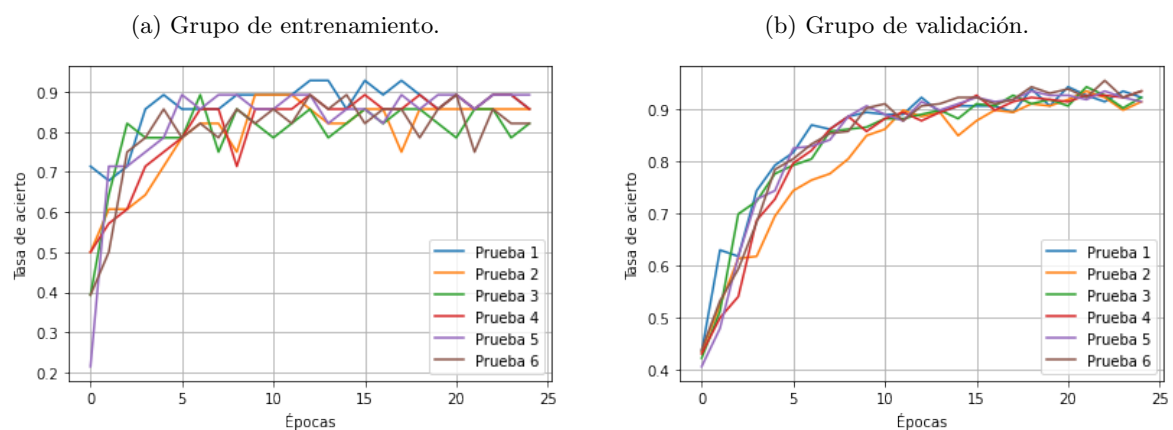 (a) Grupo de entrenamiento.
(b) Grupo de validación.
Tasa de acierto
0.9
0.8
0.7
0.6
0.5
0.4
0.3
0.2
0
5
10
15
20
25
Épocas
Prueba 1
Prueba 2
Prueba 3
Prueba 4
Prueba 5
Prueba 6
Tasa de acierto
0.9
0.8
0.7
0.6
0.5
0.4
0
5
10
15
20
25
Épocas
Prueba 1
Prueba 2
Prueba 3
Prueba 4
Prueba 5
Prueba 6